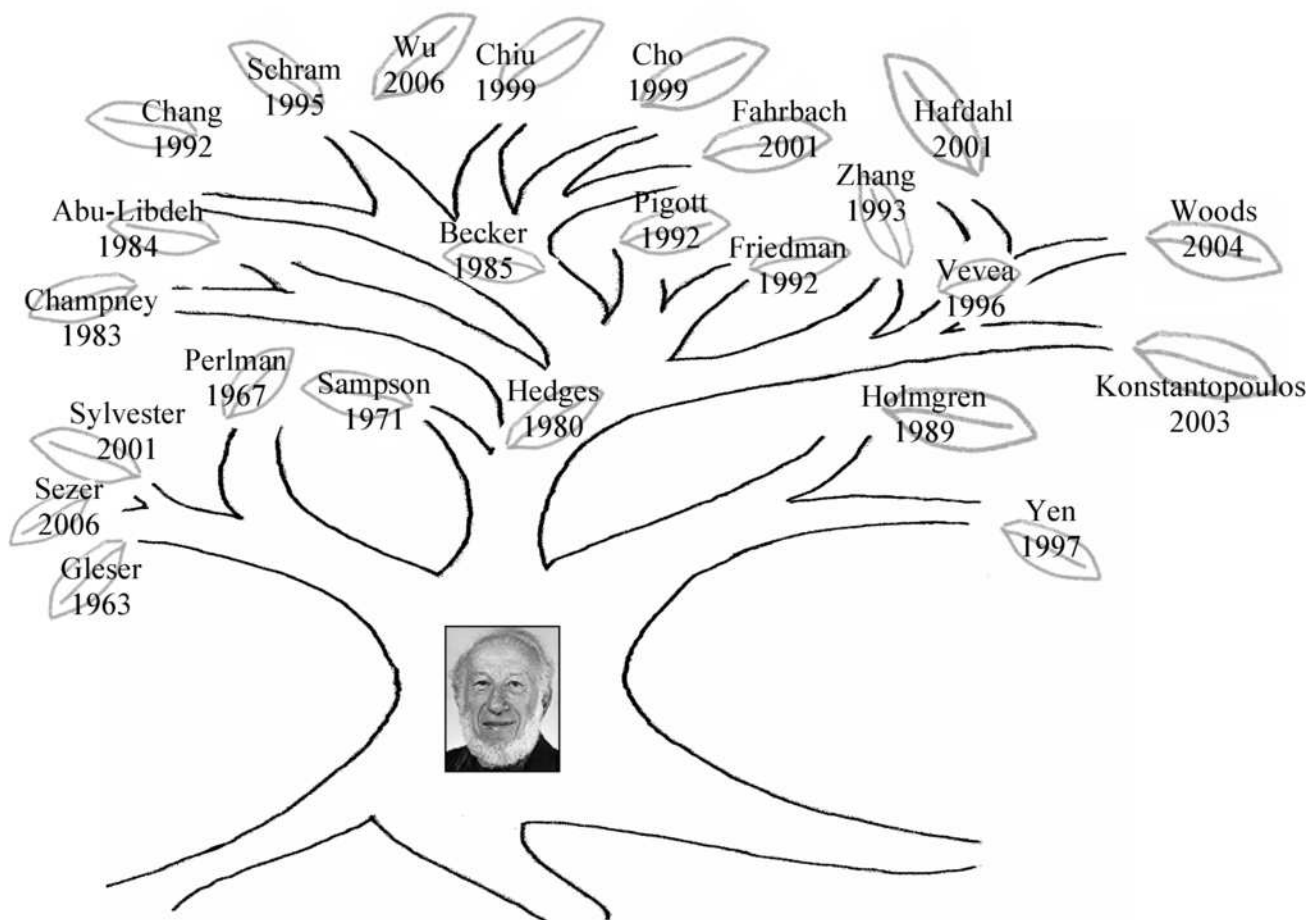 Wu
2006
Chiu
1999
Cho
1999
Schram
1995
Chang
1992
Fahrbach
2001
Hafdahl
2001
Zhang
1993
Abu-Libdeh
1984
Becker
1985
Pigott
1992
Friedman
1992
Woods
2004
Vevea
1996
Champney
1983
Perlman
1967
Sampson
1971
Hedges
1980
Holmgren
1989
Konstantopoulos
2003
Sylvester
2001
Sezer
2006
Gleser
1963
Yen
1997